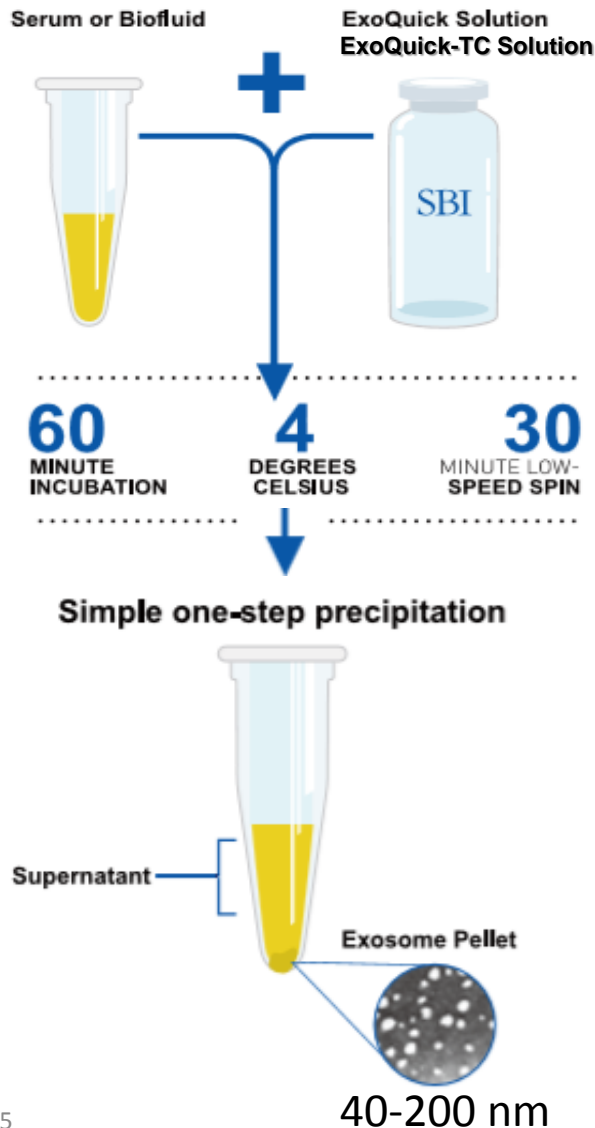 Serum or Biofluid
ExoQuick Solution
ExoQuick-TC Solution
SBI
60
MINUTE
INCUBATION
4
DEGREES
CELSIUS
30
MINUTE LOW-
SPEED SPIN
Simple one-step precipitation
Supernatant
Exosome Pellet
40-200 nm
5